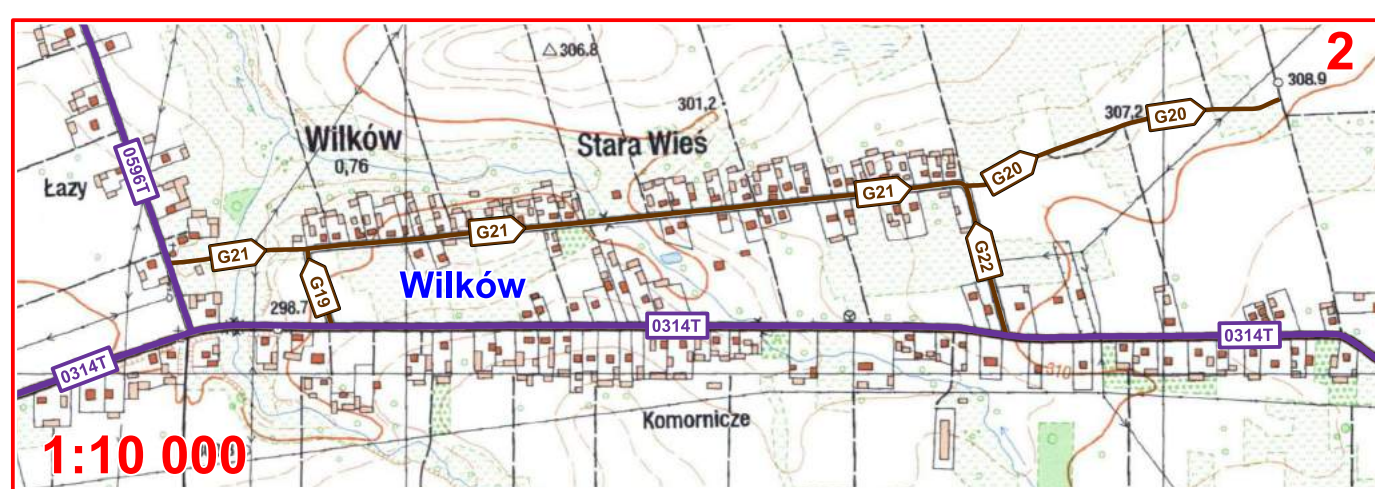 2
306.8
308.9
301,2
307,2
G20
Wilków
0,76
Stara Wieś
0596T
Łazy
G20
G21
G21
G21
G22
G19
Wilków
298.7
0314T
0314T
0314T
310
Komornicze
1:10 000